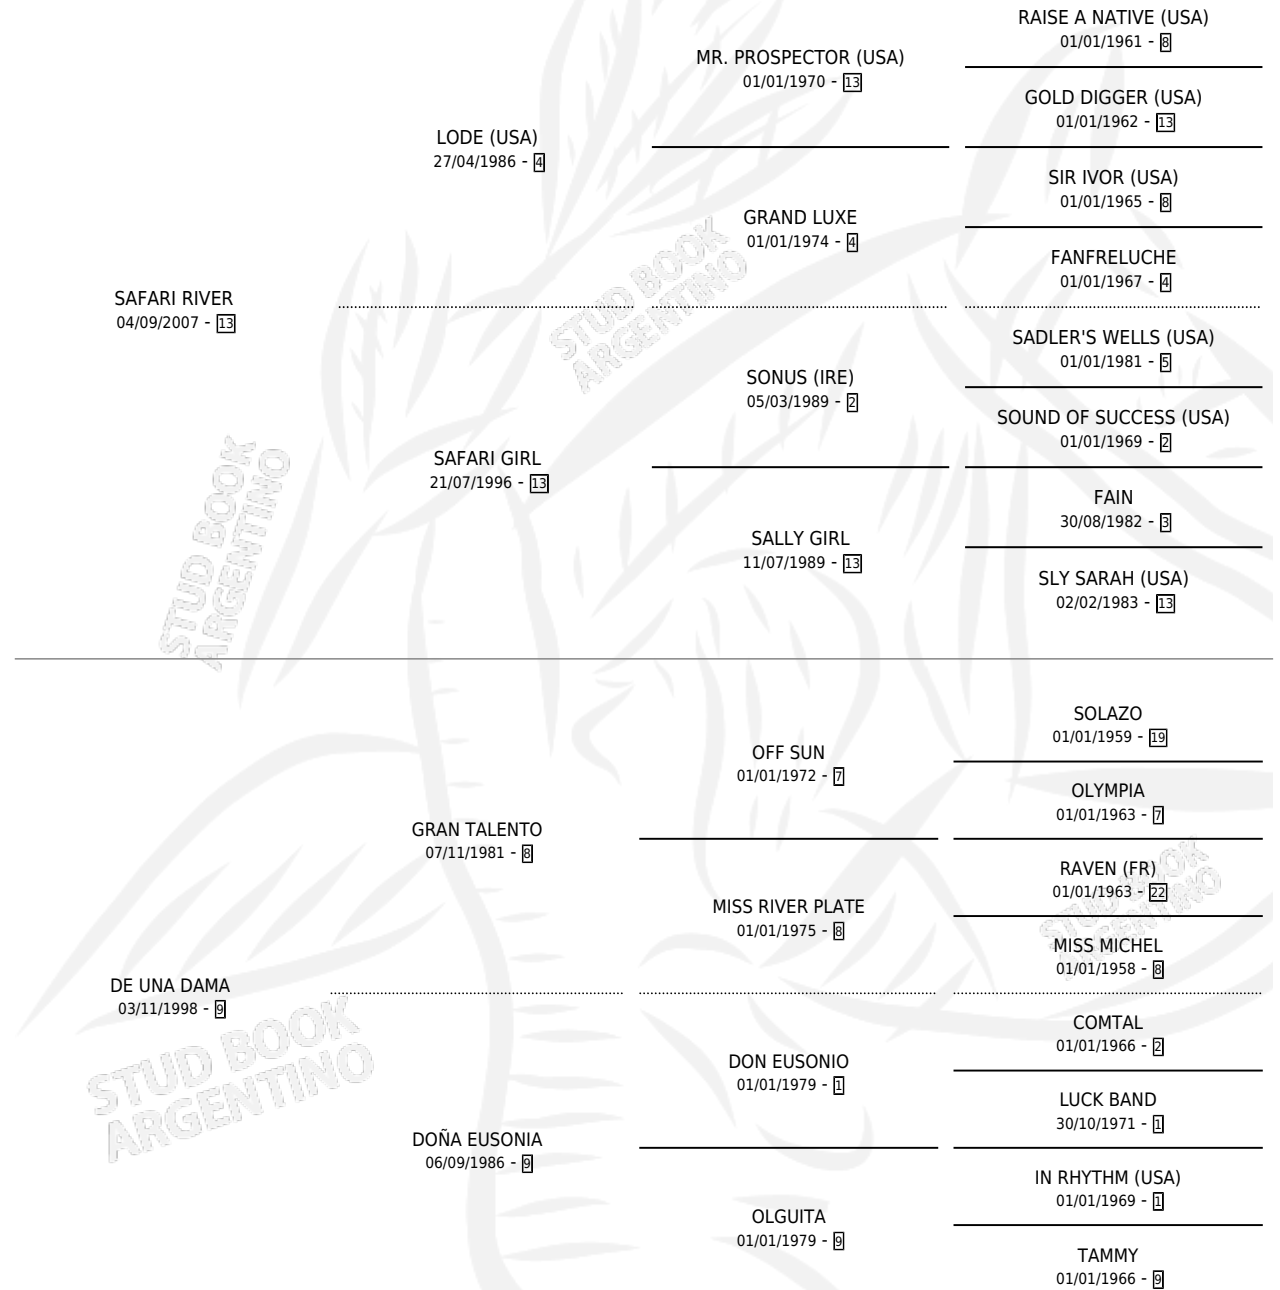 SAFARI RIVER
04/09/2007 - 13
LODE (USA)
27/04/1986 - 4
MR. PROSPECTOR (USA)
01/01/1970 - 13
RAISE A NATIVE (USA)
01/01/1961 - 8
GOLD DIGGER (USA)
01/01/1962 - 13
GRAND LUXE
01/01/1974 - 4
SIR IVOR (USA)
01/01/1965 - 8
FANFRELUCHE
01/01/1967 - 4
SAFARI GIRL
21/07/1996 - 13
SONUS (IRE)
05/03/1989 - 2
SADLER'S WELLS (USA)
01/01/1981 - 5
SOUND OF SUCCESS (USA)
01/01/1969 - 2
SALLY GIRL
11/07/1989 - 13
FAIN
30/08/1982 - 3
SLY SARAH (USA)
02/02/1983 - 13
DE UNA DAMA
03/11/1998 - 9
GRAN TALENTO
07/11/1981 - 8
OFF SUN
01/01/1972 - 7
SOLAZO
01/01/1959 - 19
OLYMPIA
01/01/1963 - 7
MISS RIVER PLATE
01/01/1975 - 8
RAVEN (FR)
01/01/1963 - 22
MISS MICHEL
01/01/1958 - 8
DOÑA EUSONIA
06/09/1986 - 9
DON EUSONIO
01/01/1979 - 1
COMTAL
01/01/1966 - 2
LUCK BAND
30/10/1971 - 1
OLGUITA
01/01/1979 - 9
IN RHYTHM (USA)
01/01/1969 - 1
TAMMY
01/01/1966 - 9
STUD BOOK
ARGENTINO
STUD BOOK
ARGENTINO
STUD BOOK
ARGENTINO
STUD BOOK
ARGENTINO